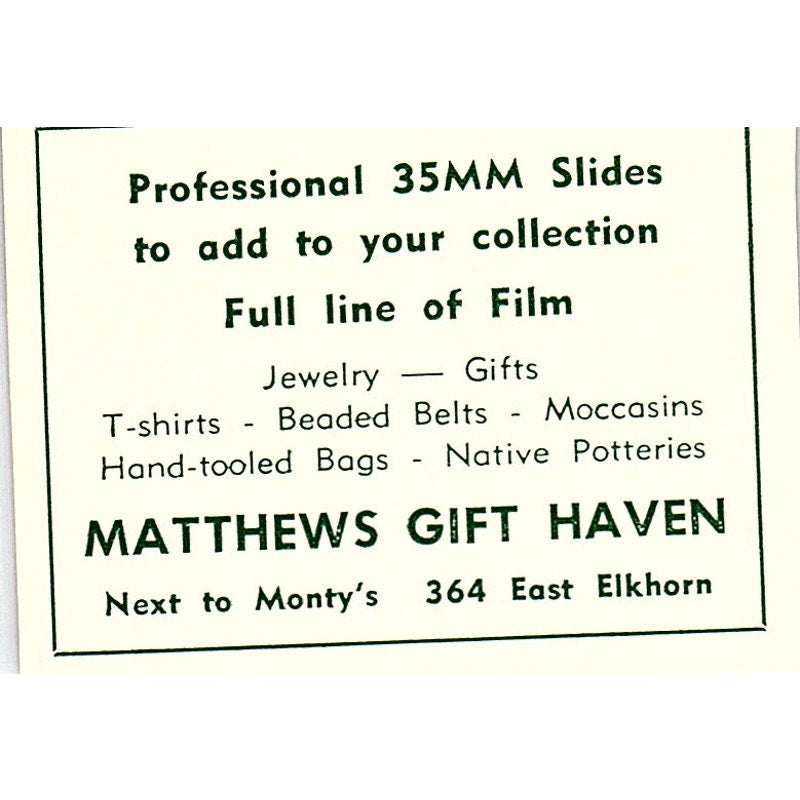 Professional 35MM Slides
to add to your collection
Full line of Film
Jewelry — Gifts
T-shirts - Beaded Belts - Moccasins
Hand-tooled Bags - Native Potteries
MATTHEWS GIFT HAVEN
Next to Monty's 364 East Elkhorn